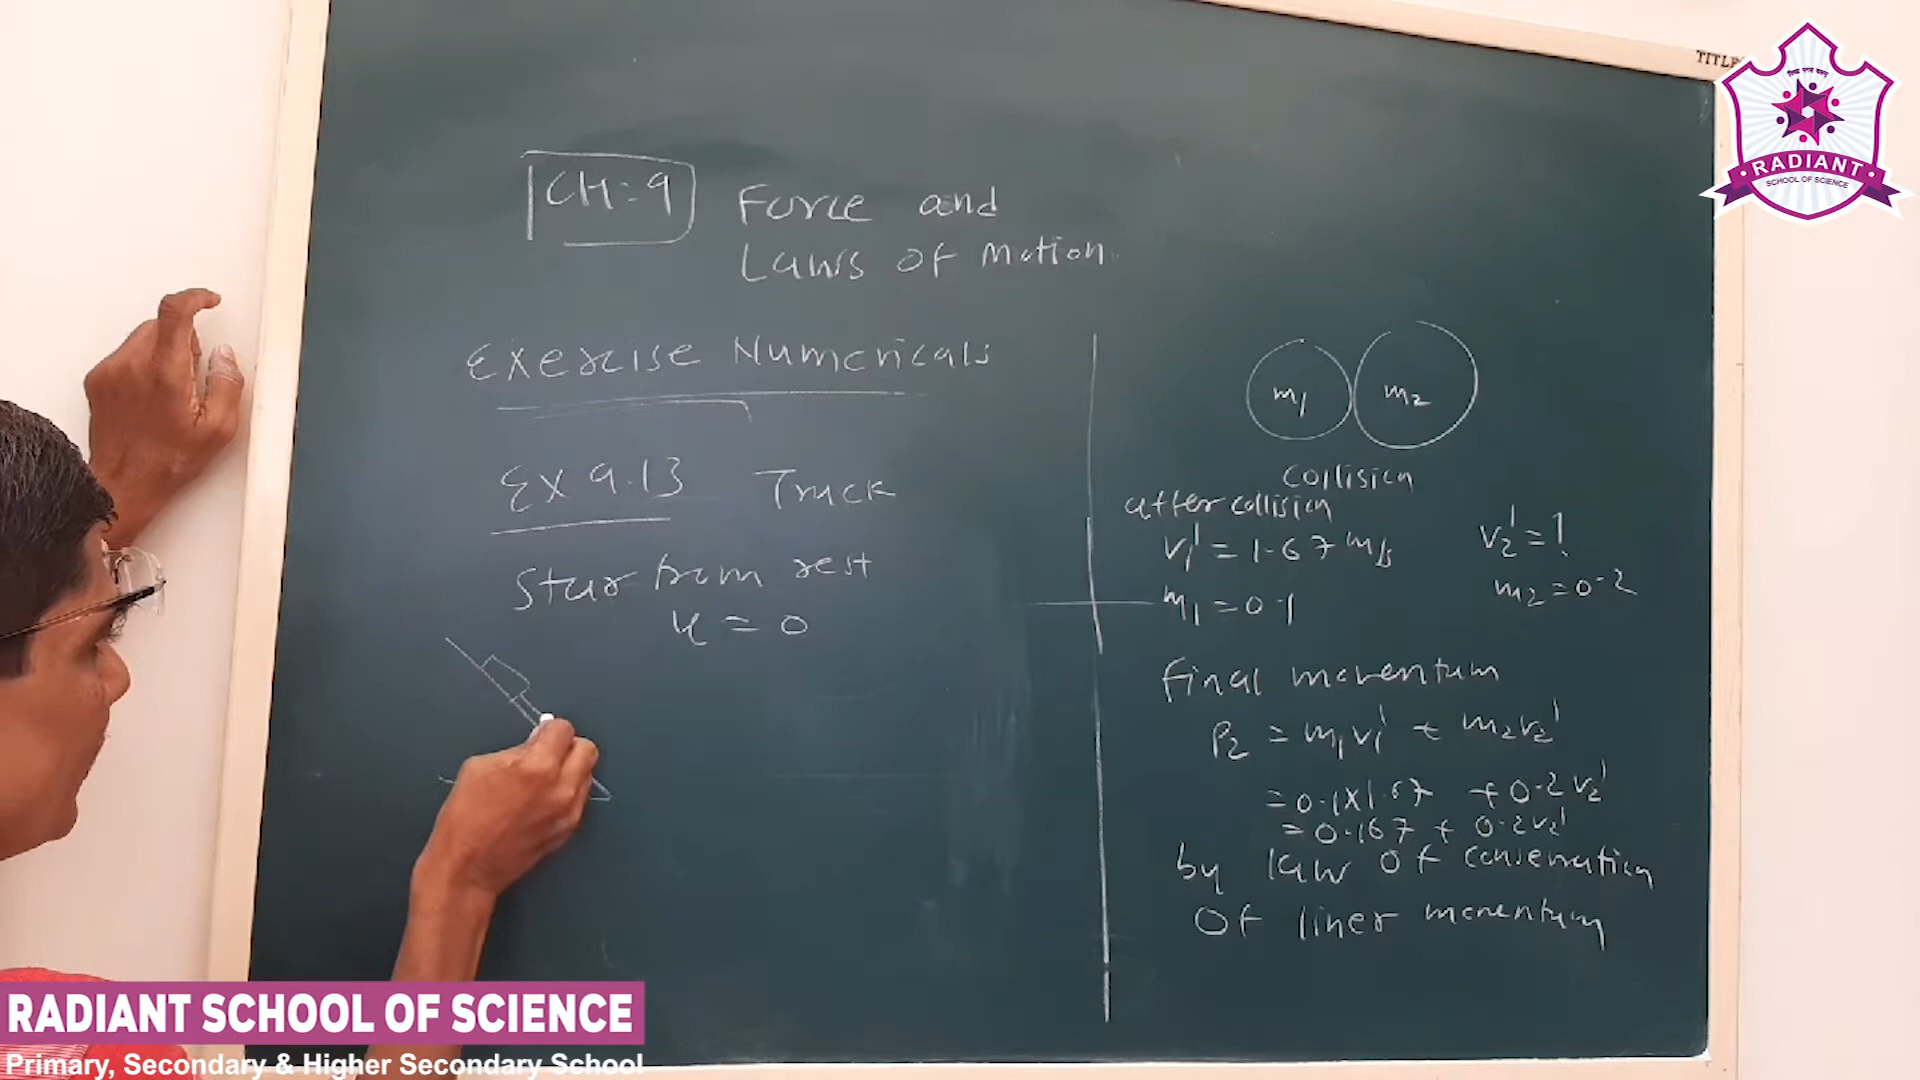 TITLE
RADIANT
SCHOOL OF SCIENCE
CH:9 Force and
Laws of motion
Exercise Numericals
Ex 9.13 Truck
Star from rest
u = 0
m1 m2
collision
after collision
v1' = 1.67 m/s v2' = ?
m1 = 0.1 m2 = 0.2
final momentum
P2 = m1v1' + m2v2'
= 0.1x1.67 + 0.2v2'
= 0.167 + 0.2v2'
by law of conservation
Of liner momentum
RADIANT SCHOOL OF SCIENCE
Primary, Secondary & Higher Secondary School